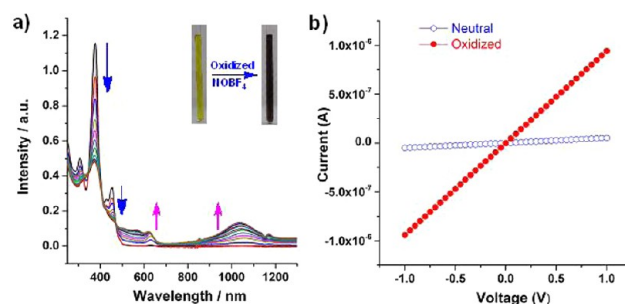 a)
Intensity / a.u.
1.2
1.0
0.8
0.6
0.4
0.2
0.0
400 600 800 1000 1200
Wavelength / nm
Oxidized
NOBF4
b)
Neutral
Oxidized
Current (A)
1.0x10-6
5.0x10-7
0.0
-5.0x10-7
-1.0x10-6
-1.0 -0.5 0.0 0.5 1.0
Voltage (V)